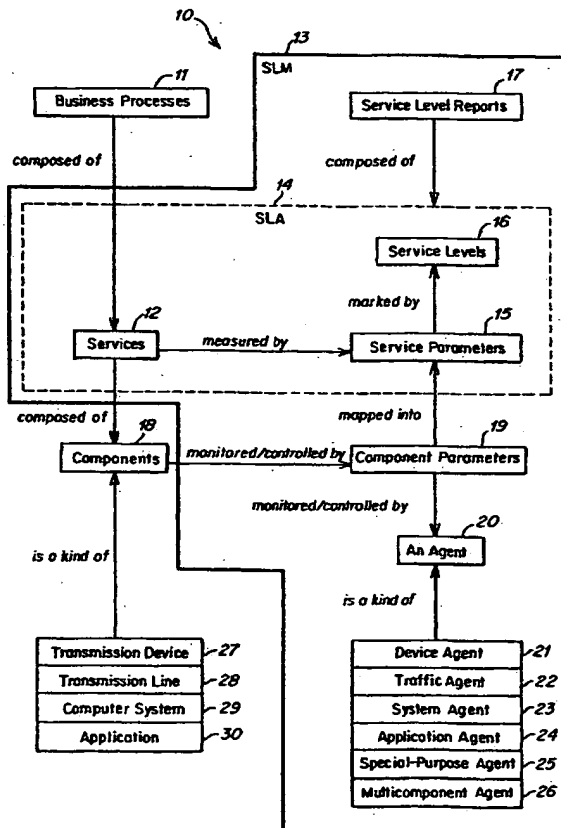 10
13
SLM
11
Business Processes
17
Service Level Reports
composed of
composed of
14
SLA
16
Service Levels
marked by
12
Services
measured by
15
Service Parameters
composed of
mapped into
18
Components
monitored/controlled by
19
Component Parameters
monitored/controlled by
20
An Agent
is a kind of
is a kind of
Transmission Device 27
Transmission Line 28
Computer System 29
Application 30
Device Agent 21
Traffic Agent 22
System Agent 23
Application Agent 24
Special-Purpose Agent 25
Multicomponent Agent 26